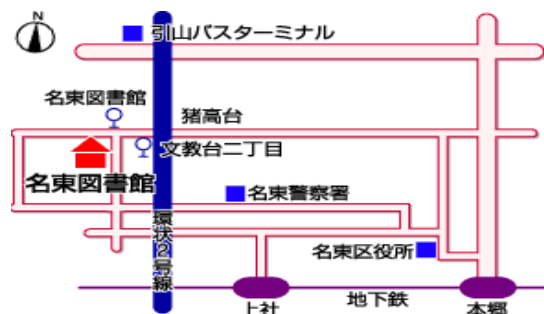 N
引山バスターミナル
名東図書館
猪高台
文教台二丁目
名東図書館
名東警察署
環状2号線
名東区役所
地下鉄
上社
本郷